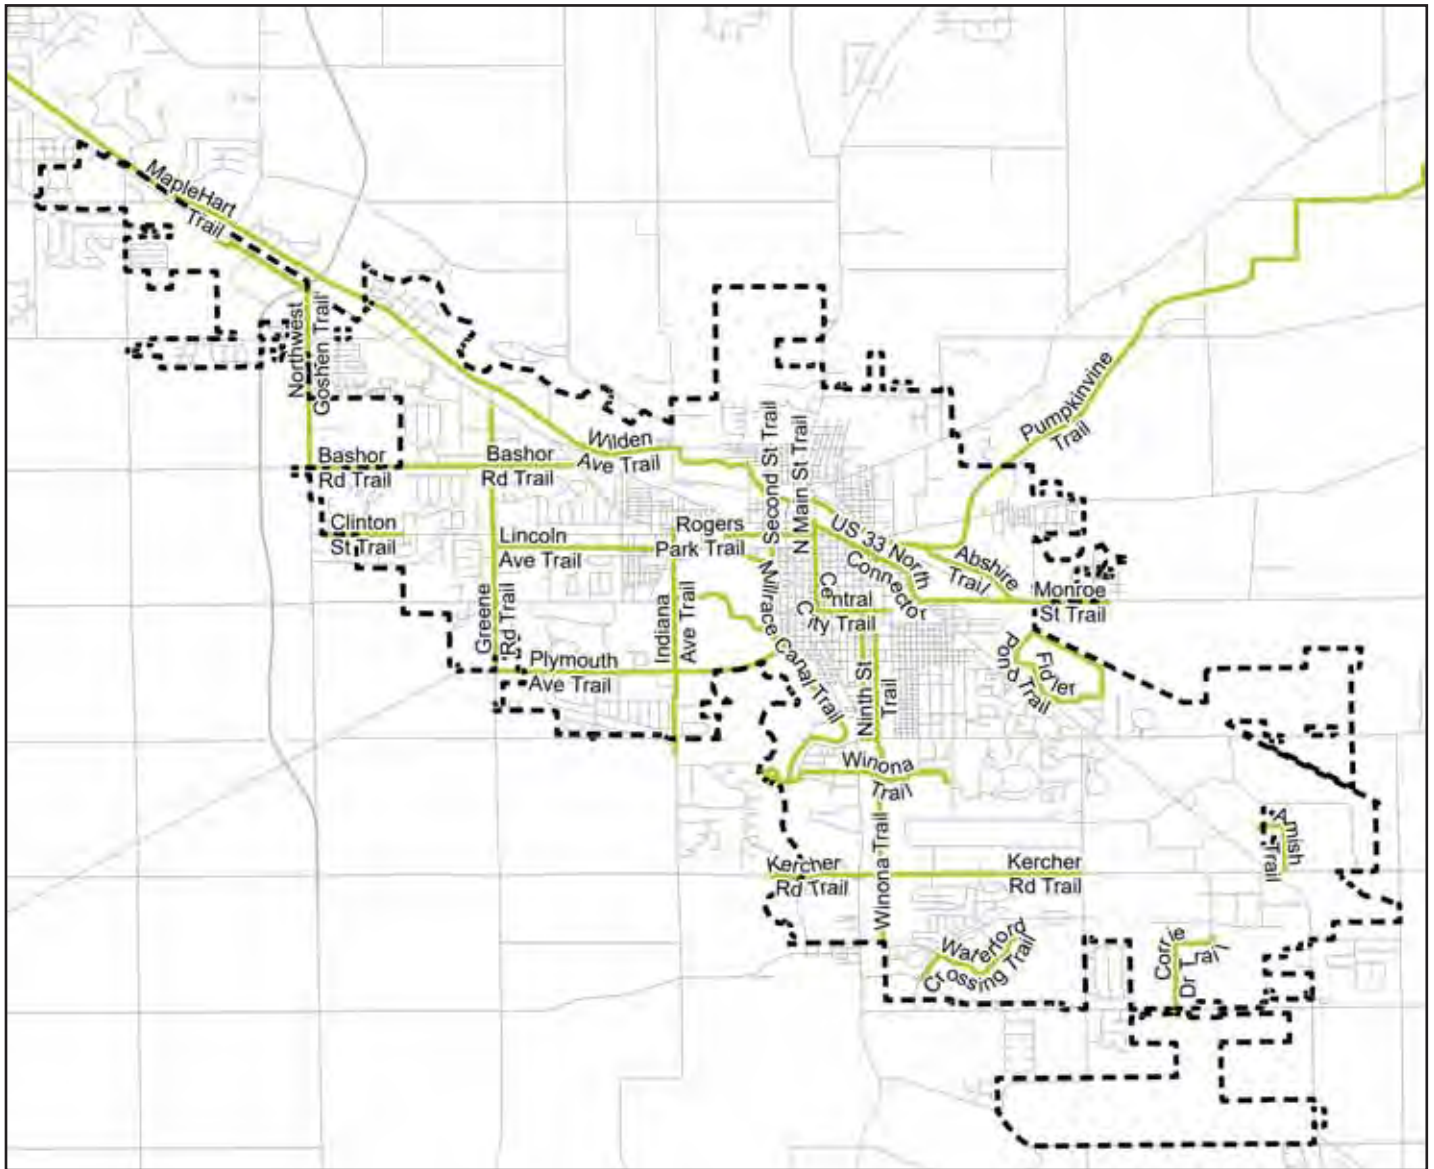 MapleHart
Trail
Northwest
Goshen Trail
Pumpkinvine
Trail
Wilden
Ave Trail
Second St Trail
N Main St Trail
Bashor
Rd Trail
Bashor
Rd Trail
Clinton
St Trail
Lincoln
Ave Trail
Rogers
Park Trail
US 33 North
Connector
Abshire
Trail
Monroe
St Trail
Central
City Trail
Greene
Rd Trail
Indiana
Ave Trail
Millrace Canal Trail
Plymouth
Ave Trail
Ninth St
Trail
Fidler
Pond Trail
Winona
Trail
Winona Trail
Amish
Trail
Kercher
Rd Trail
Kercher
Rd Trail
Waterford
Crossing Trail
Corrie
Dr Trail